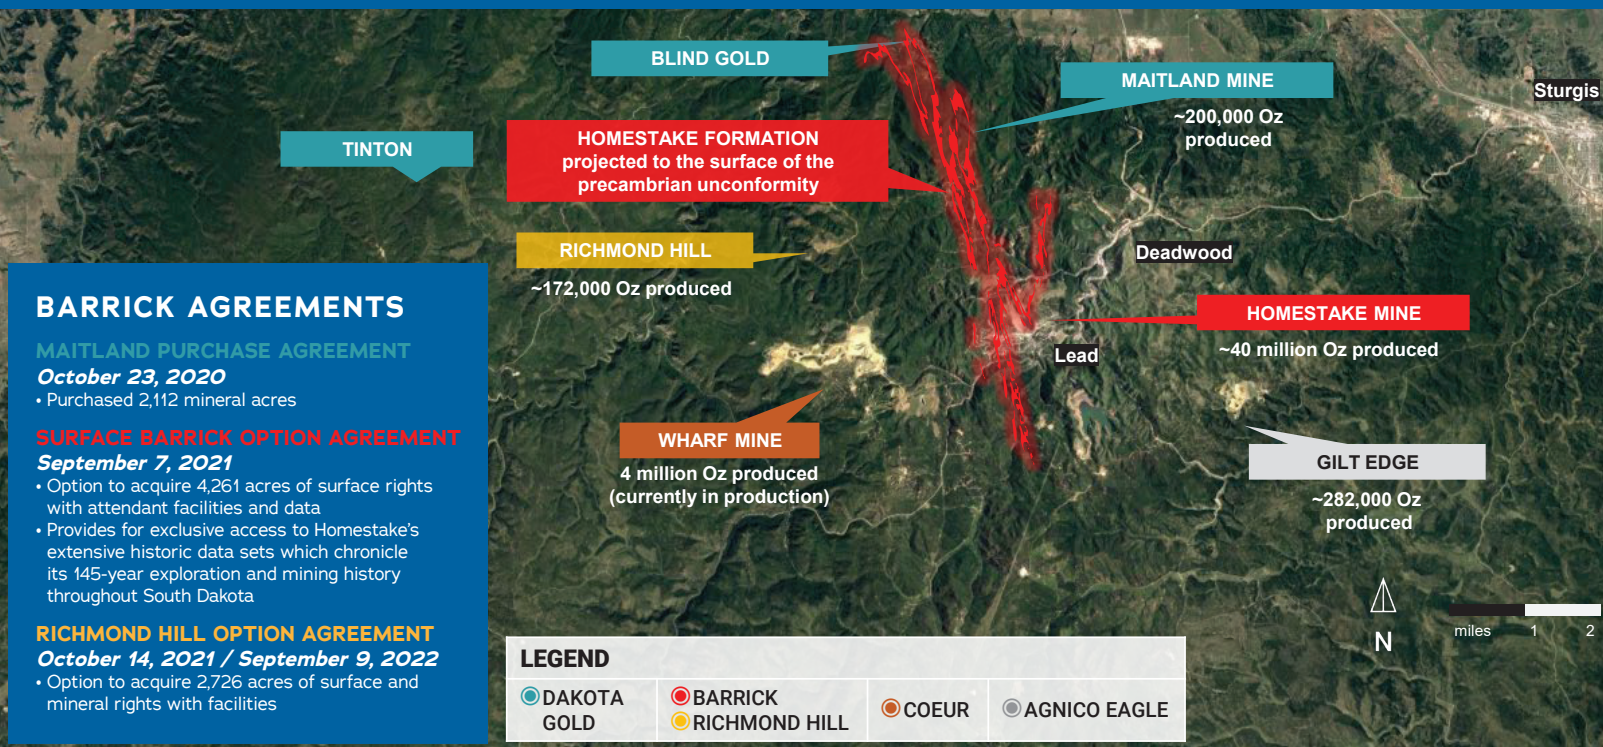 BLIND GOLD
MAITLAND MINE
~200,000 Oz
produced
Sturgis
TINTON
HOMESTAKE FORMATION
projected to the surface of the
precambrian unconformity
RICHMOND HILL
~172,000 Oz produced
Deadwood
HOMESTAKE MINE
~40 million Oz produced
Lead
WHARF MINE
4 million Oz produced
(currently in production)
GILT EDGE
~282,000 Oz
produced
BARRICK AGREEMENTS
MAITLAND PURCHASE AGREEMENT
October 23, 2020
• Purchased 2,112 mineral acres
SURFACE BARRICK OPTION AGREEMENT
September 7, 2021
• Option to acquire 4,261 acres of surface rights
with attendant facilities and data
• Provides for exclusive access to Homestake's
extensive historic data sets which chronicle
its 145-year exploration and mining history
throughout South Dakota
RICHMOND HILL OPTION AGREEMENT
October 14, 2021 / September 9, 2022
• Option to acquire 2,726 acres of surface and
mineral rights with facilities
N
miles 1 2
LEGEND
DAKOTA
GOLD
BARRICK
RICHMOND HILL
COEUR
AGNICO EAGLE